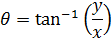 θ = tan⁻¹ (y/x)